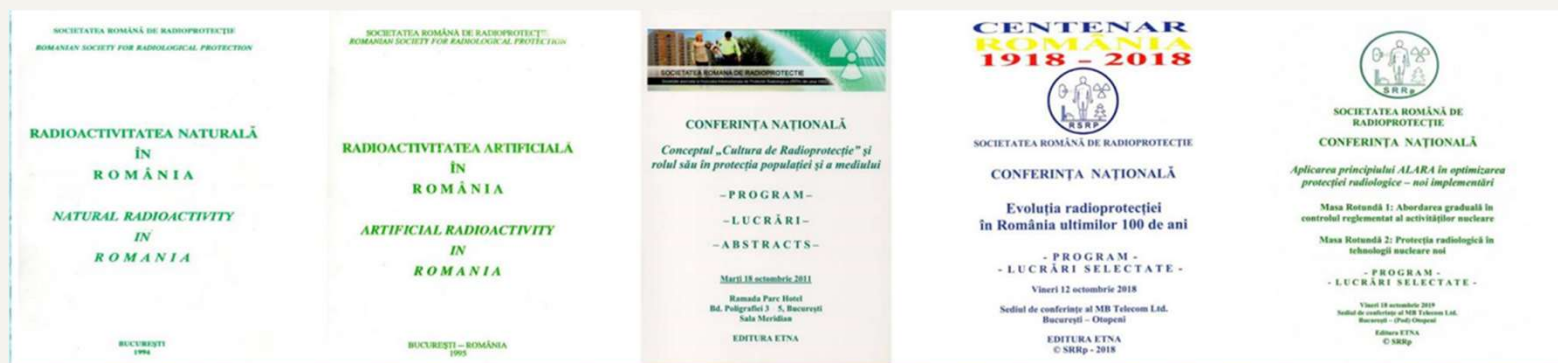 SOCIETATEA ROMÂNĂ DE RADIOPROTECȚIE
ROMANIAN SOCIETY FOR RADIOLOGICAL PROTECTION
RADIOACTIVITATEA NATURALĂ
ÎN
ROMÂNIA
NATURAL RADIOACTIVITY
IN
ROMANIA
BUCUREȘTI
1994
SOCIETATEA ROMÂNĂ DE RADIOPROTECȚIE
ROMANIAN SOCIETY FOR RADIOLOGICAL PROTECTION
RADIOACTIVITATEA ARTIFICIALĂ
ÎN
ROMÂNIA
ARTIFICIAL RADIOACTIVITY
IN
ROMANIA
BUCUREȘTI – ROMÂNIA
1995
SOCIETATEA ROMANA DE RADIOPROTECTIE
CONFERINȚA NAȚIONALĂ
Conceptul „Cultura de Radioprotecție" și
rolul său în protecția populației și a mediului
– PROGRAM –
– LUCRĂRI –
– ABSTRACTS –
Marți 18 octombrie 2011
Ramada Parc Hotel
Bd. Poligrafiei 3 5, București
Sala Meridian
EDITURA ETNA
CENTENAR
ROMÂNIA
1918 – 2018
RSRP
SOCIETATEA ROMÂNĂ DE RADIOPROTECȚIE
CONFERINȚA NAȚIONALĂ
Evoluția radioprotecției
în România ultimilor 100 de ani
- PROGRAM -
- LUCRĂRI SELECTATE -
Vineri 12 octombrie 2018
Sediul de conferințe al MB Telecom Ltd.
București – Otopeni
EDITURA ETNA
© SRRp - 2018
SRRp
SOCIETATEA ROMÂNĂ DE
RADIOPROTECȚIE
CONFERINȚA NAȚIONALĂ
Aplicarea principiului ALARA în optimizarea
protecției radiologice – noi implementări
Masa Rotundă 1: Abordarea graduală în
controlul reglementat al activităților nucleare
Masa Rotundă 2: Protecția radiologică în
tehnologii nucleare noi
- PROGRAM -
- LUCRĂRI SELECTATE -
Vineri 18 octombrie 2019
Sediul de conferințe al MB Telecom Ltd.
București – (Pod) Otopeni
Editura ETNA
© SRRp